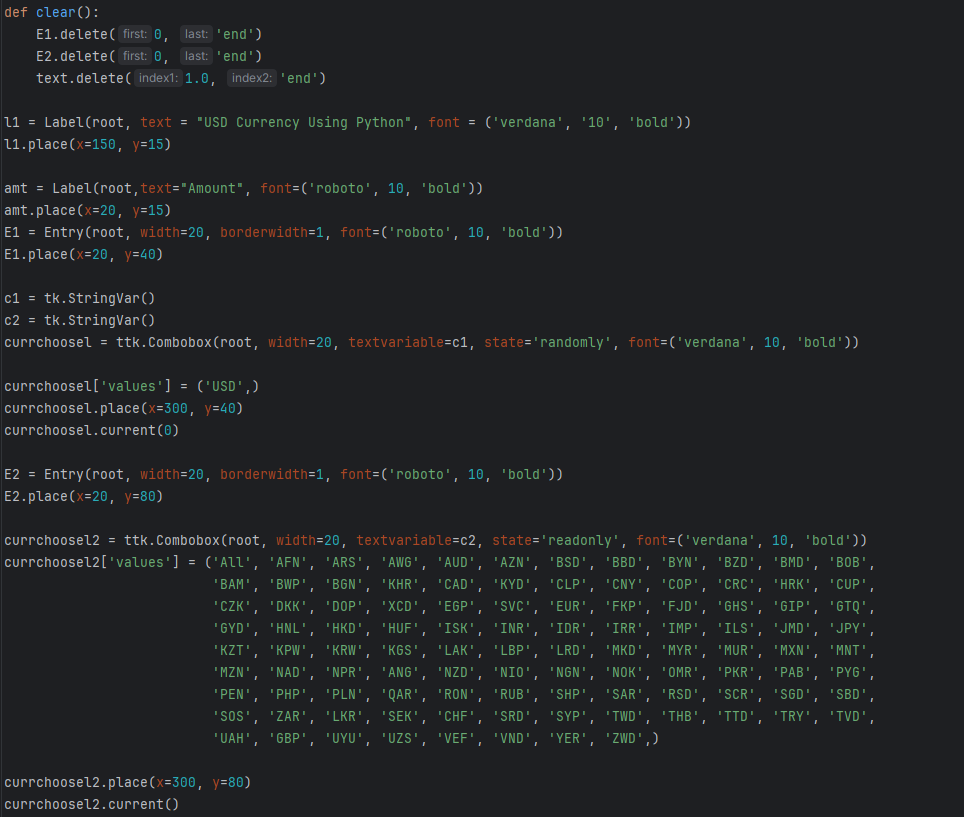 def clear():
    E1.delete( first: 0, last: 'end')
    E2.delete( first: 0, last: 'end')
    text.delete( index1: 1.0, index2: 'end')

l1 = Label(root, text = "USD Currency Using Python", font = ('verdana', '10', 'bold'))
l1.place(x=150, y=15)

amt = Label(root,text="Amount", font=('roboto', 10, 'bold'))
amt.place(x=20, y=15)
E1 = Entry(root, width=20, borderwidth=1, font=('roboto', 10, 'bold'))
E1.place(x=20, y=40)

c1 = tk.StringVar()
c2 = tk.StringVar()
currchoosel = ttk.Combobox(root, width=20, textvariable=c1, state='randomly', font=('verdana', 10, 'bold'))

currchoosel['values'] = ('USD',)
currchoosel.place(x=300, y=40)
currchoosel.current(0)

E2 = Entry(root, width=20, borderwidth=1, font=('roboto', 10, 'bold'))
E2.place(x=20, y=80)

currchoosel2 = ttk.Combobox(root, width=20, textvariable=c2, state='readonly', font=('verdana', 10, 'bold'))
currchoosel2['values'] = ('All', 'AFN', 'ARS', 'AWG', 'AUD', 'AZN', 'BSD', 'BBD', 'BYN', 'BZD', 'BMD', 'BOB',
                          'BAM', 'BWP', 'BGN', 'KHR', 'CAD', 'KYD', 'CLP', 'CNY', 'COP', 'CRC', 'HRK', 'CUP',
                          'CZK', 'DKK', 'DOP', 'XCD', 'EGP', 'SVC', 'EUR', 'FKP', 'FJD', 'GHS', 'GIP', 'GTQ',
                          'GYD', 'HNL', 'HKD', 'HUF', 'ISK', 'INR', 'IDR', 'IRR', 'IMP', 'ILS', 'JMD', 'JPY',
                          'KZT', 'KPW', 'KRW', 'KGS', 'LAK', 'LBP', 'LRD', 'MKD', 'MYR', 'MUR', 'MXN', 'MNT',
                          'MZN', 'NAD', 'NPR', 'ANG', 'NZD', 'NIO', 'NGN', 'NOK', 'OMR', 'PKR', 'PAB', 'PYG',
                          'PEN', 'PHP', 'PLN', 'QAR', 'RON', 'RUB', 'SHP', 'SAR', 'RSD', 'SCR', 'SGD', 'SBD',
                          'SOS', 'ZAR', 'LKR', 'SEK', 'CHF', 'SRD', 'SYP', 'TWD', 'THB', 'TTD', 'TRY', 'TVD',
                          'UAH', 'GBP', 'UYU', 'UZS', 'VEF', 'VND', 'YER', 'ZWD',)

currchoosel2.place(x=300, y=80)
currchoosel2.current()